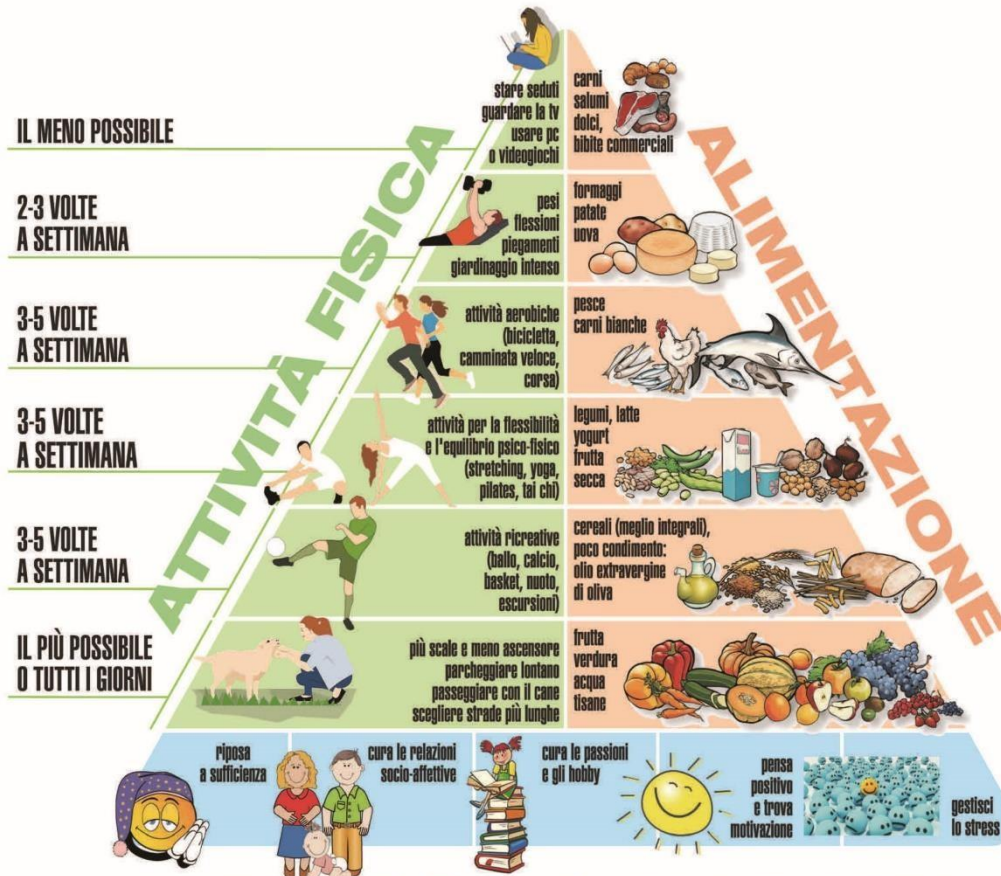 ATTIVITÁ FISICA
ALIMENTAZIONE
IL MENO POSSIBILE
stare seduti
guardare la tv
usare pc
o videogiochi
carni
salumi
dolci,
bibite commerciali
2-3 VOLTE
A SETTIMANA
pesi
flessioni
piegamenti
giardinaggio intenso
formaggi
patate
uova
3-5 VOLTE
A SETTIMANA
attività aerobiche
(bicicletta,
camminata veloce,
corsa)
pesce
carni bianche
3-5 VOLTE
A SETTIMANA
attività per la flessibilità
e l'equilibrio psico-fisico
(stretching, yoga,
pilates, tai chi)
legumi, latte
yogurt
frutta
secca
3-5 VOLTE
A SETTIMANA
attività ricreative
(ballo, calcio,
basket, nuoto,
escursioni)
cereali (meglio integrali),
poco condimento:
olio extravergine
di oliva
IL PIÙ POSSIBILE
O TUTTI I GIORNI
più scale e meno ascensore
parcheggiare lontano
passeggiare con il cane
scegliere strade più lunghe
frutta
verdura
acqua
tisane
riposa
a sufficienza
cura le relazioni
socio-affettive
cura le passioni
e gli hobby
pensa
positivo
e trova
motivazione
gestisci
lo stress